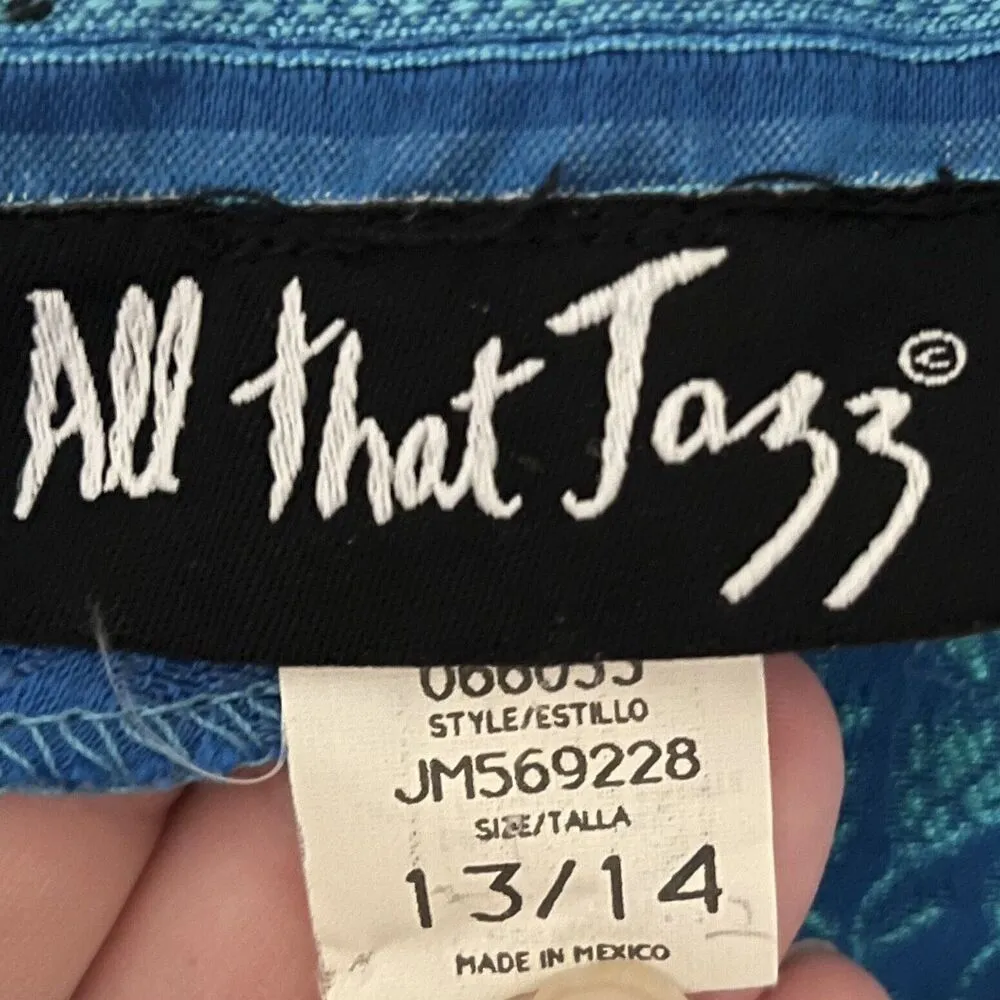 All that Jazz®
STYLE/ESTILLO
JM569228
SIZE/TALLA
13/14
MADE IN MEXICO